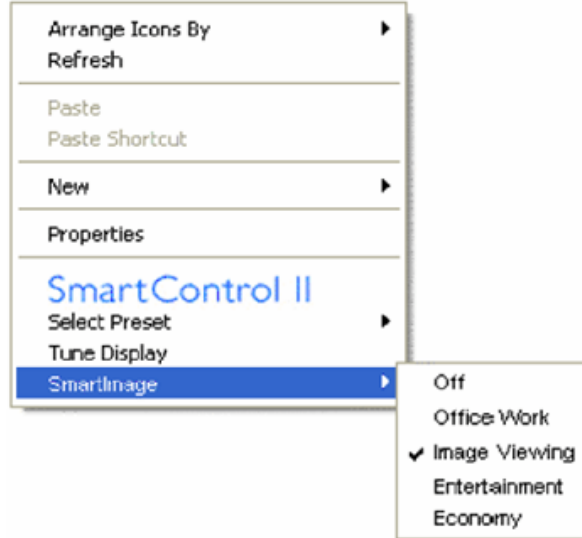 Arrange Icons By
Refresh
Paste
Paste Shortcut
New
Properties
SmartControl II
Select Preset
Tune Display
SmartImage
Off
Office Work
Image Viewing
Entertainment
Economy